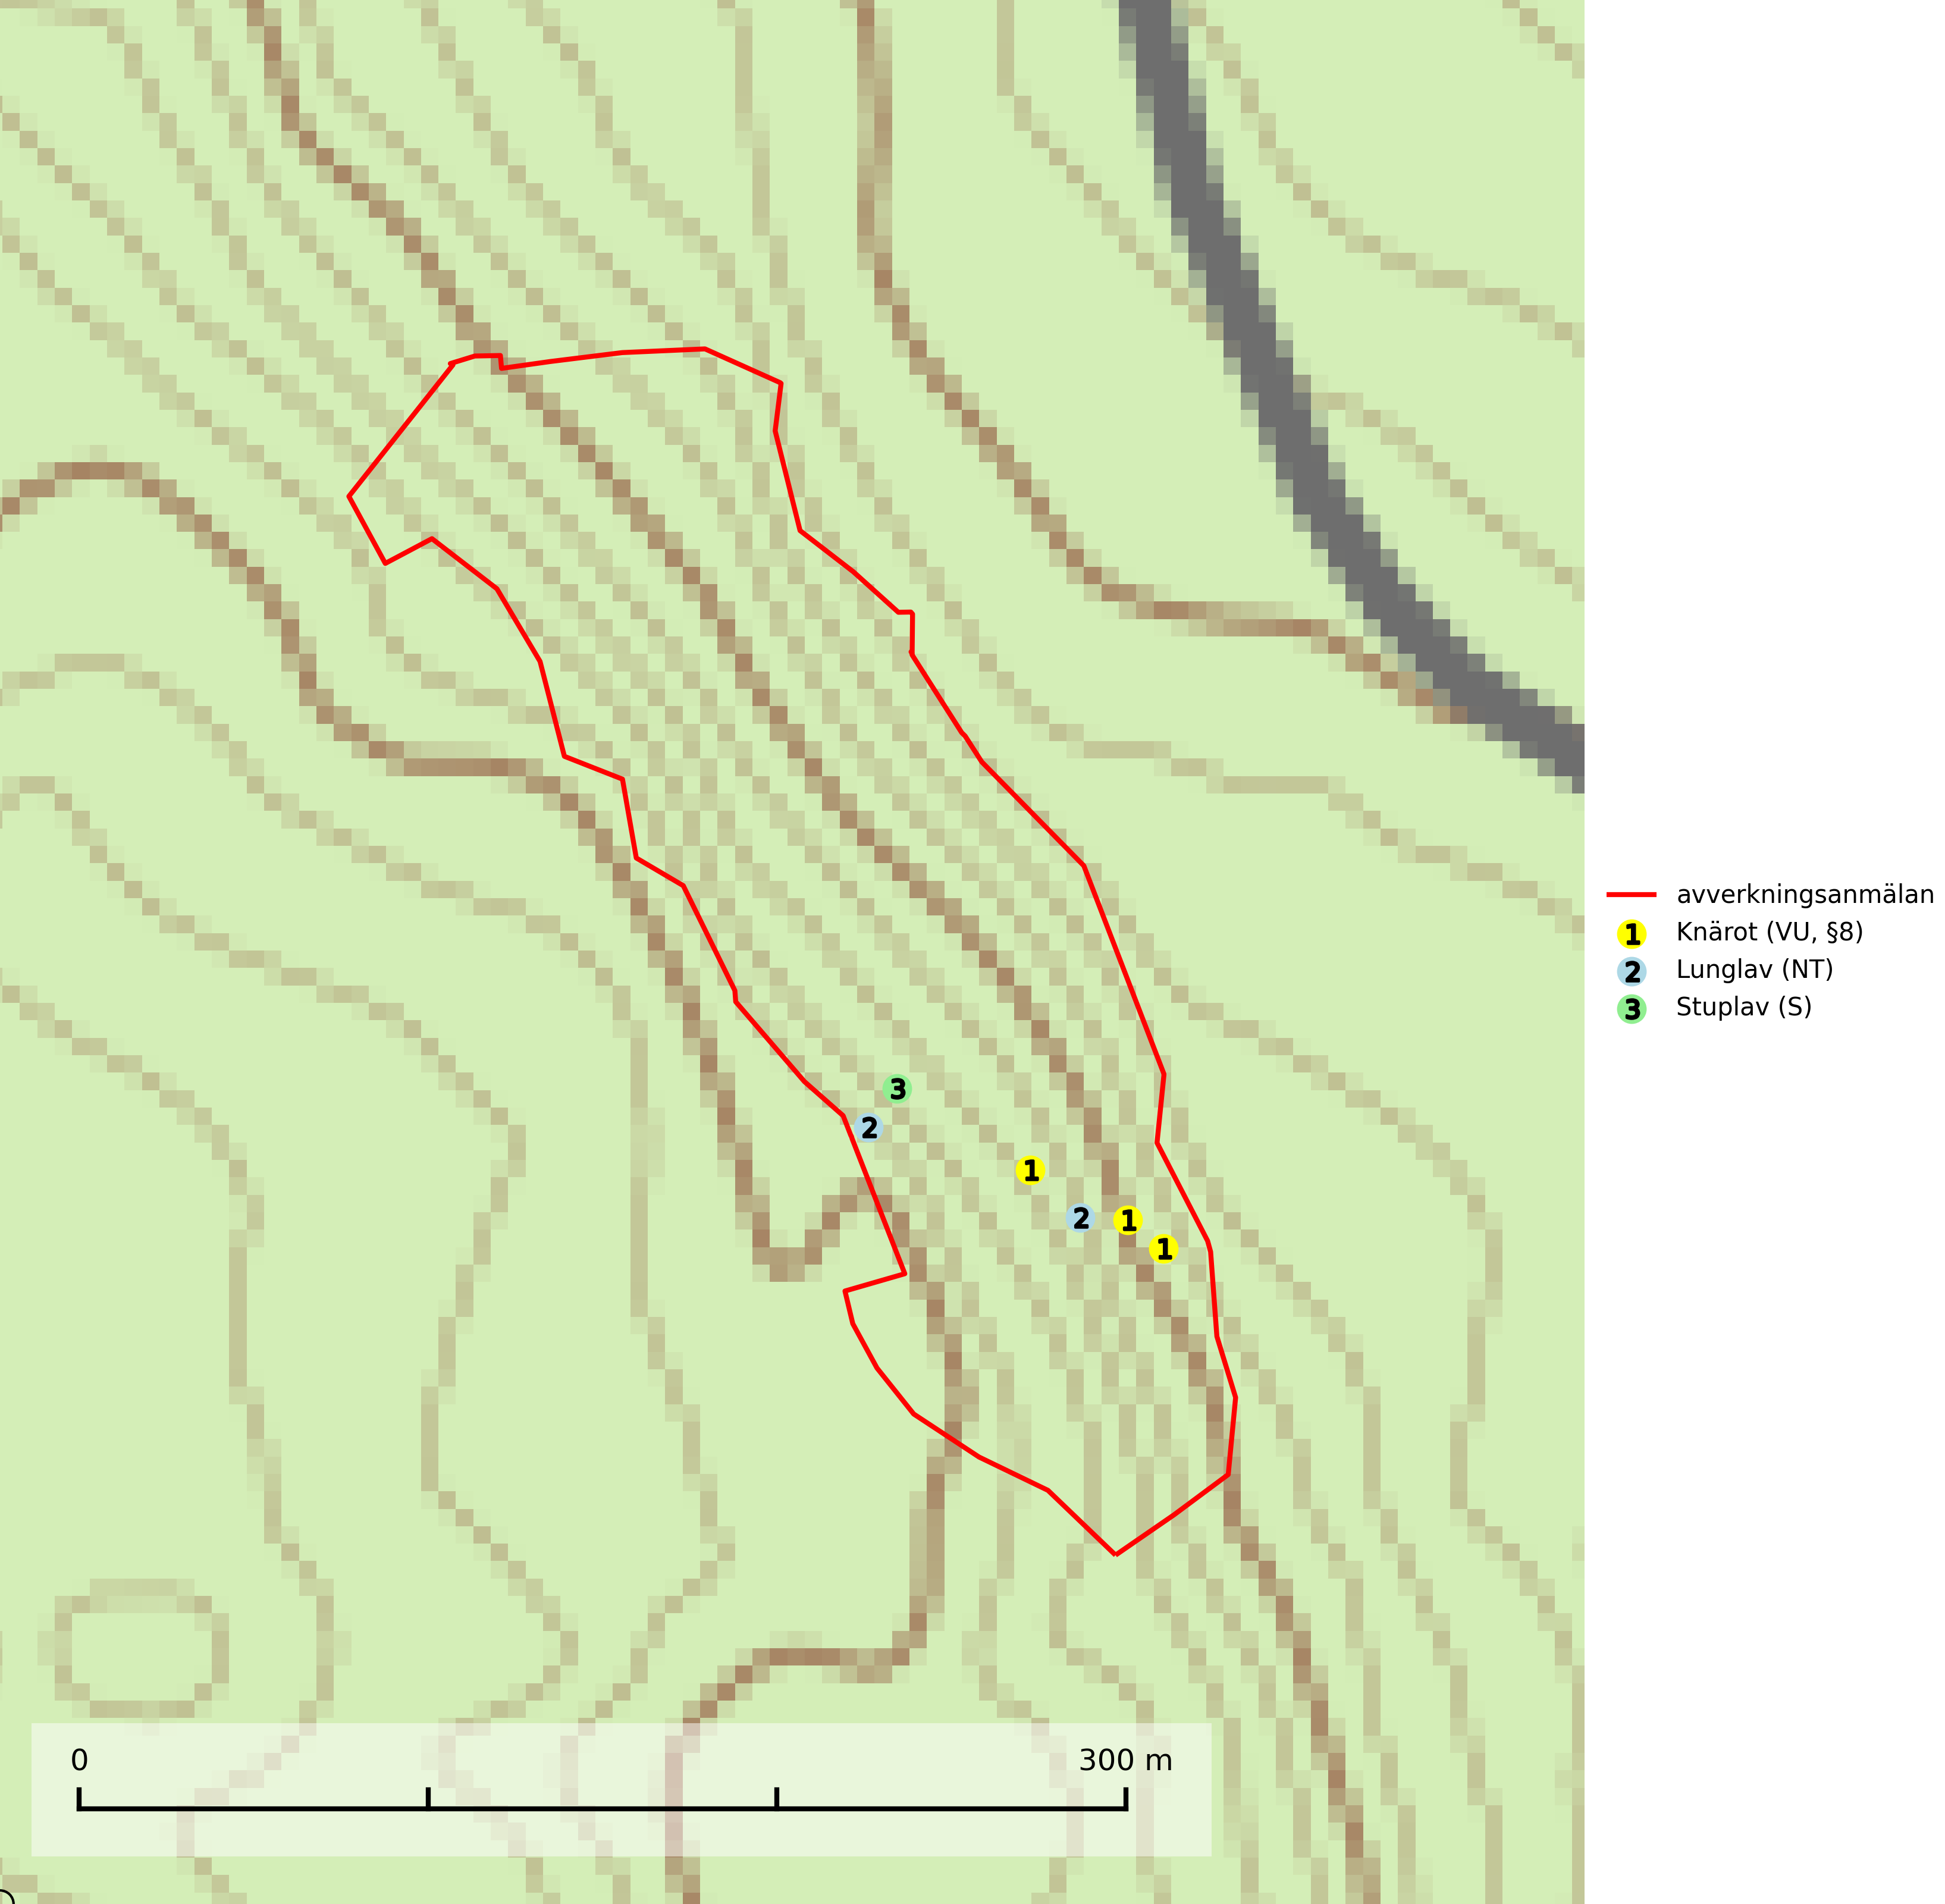 avverkningsanmälan
1 Knärot (VU, §8)
2 Lunglav (NT)
3 Stuplav (S)
3
2
1
2
1
1
0 300 m